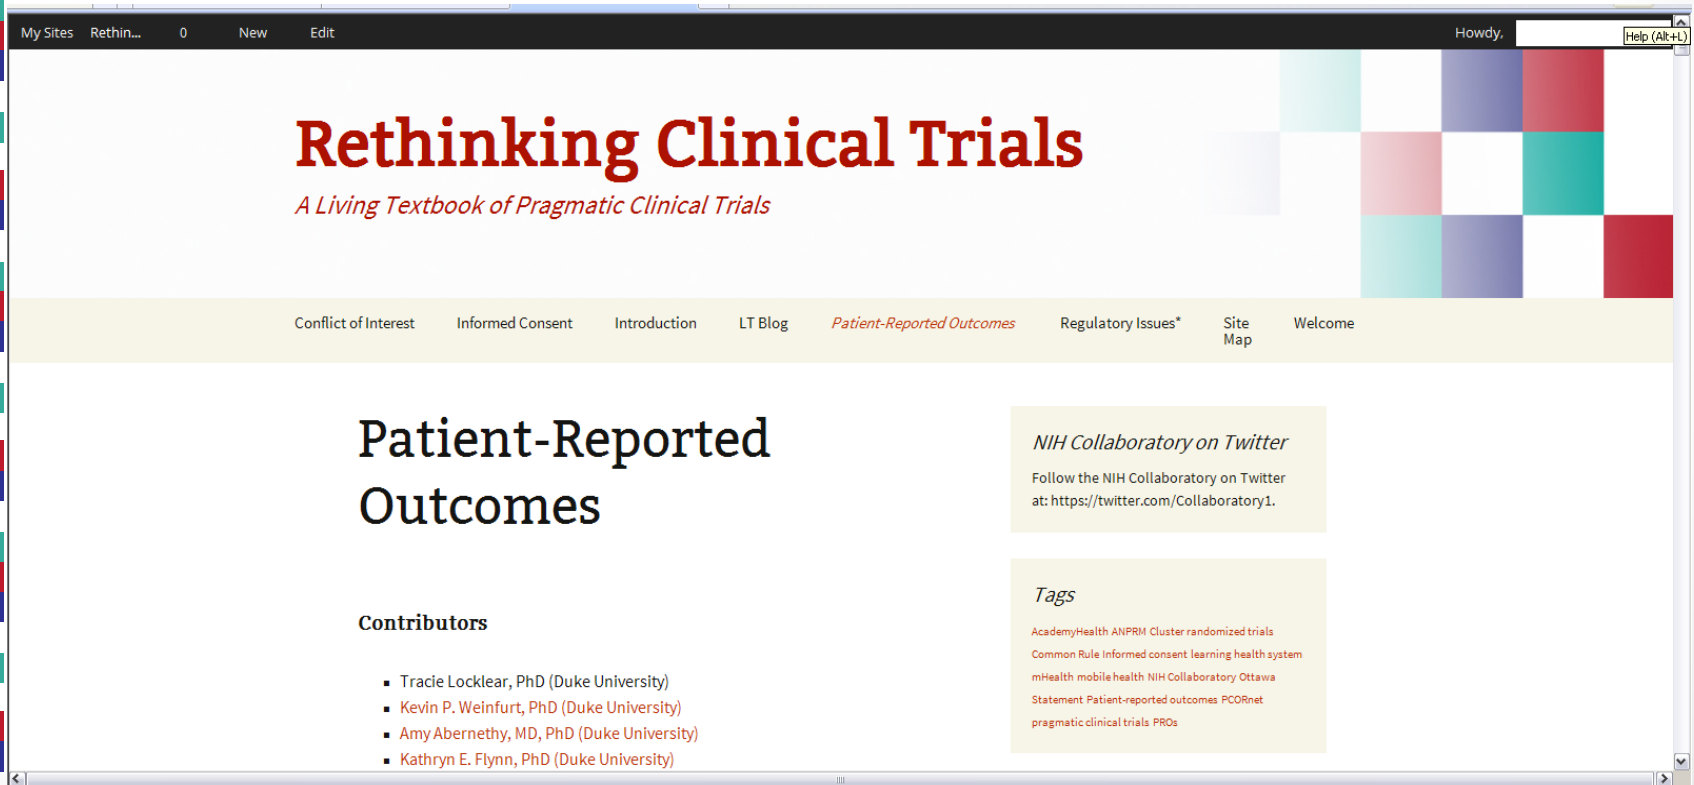 My Sites Rethin... 0 New Edit Howdy,
Help (Alt+L)
Rethinking Clinical Trials
A Living Textbook of Pragmatic Clinical Trials
Conflict of Interest Informed Consent Introduction LT Blog Patient-Reported Outcomes Regulatory Issues* Site Map Welcome
Patient-Reported
Outcomes
Contributors
Tracie Locklear, PhD (Duke University)
Kevin P. Weinfurt, PhD (Duke University)
Amy Abernethy, MD, PhD (Duke University)
Kathryn E. Flynn, PhD (Duke University)
NIH Collaboratory on Twitter
Follow the NIH Collaboratory on Twitter
at: https://twitter.com/Collaboratory1.
Tags
AcademyHealth ANPRM Cluster randomized trials
Common Rule Informed consent learning health system
mHealth mobile health NIH Collaboratory Ottawa
Statement Patient-reported outcomes PCORnet
pragmatic clinical trials PROs